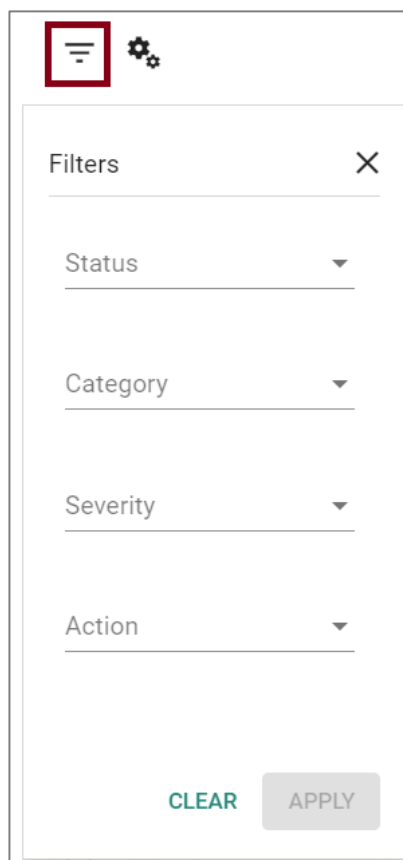 Filters
Status
Category
Severity
Action
CLEAR APPLY